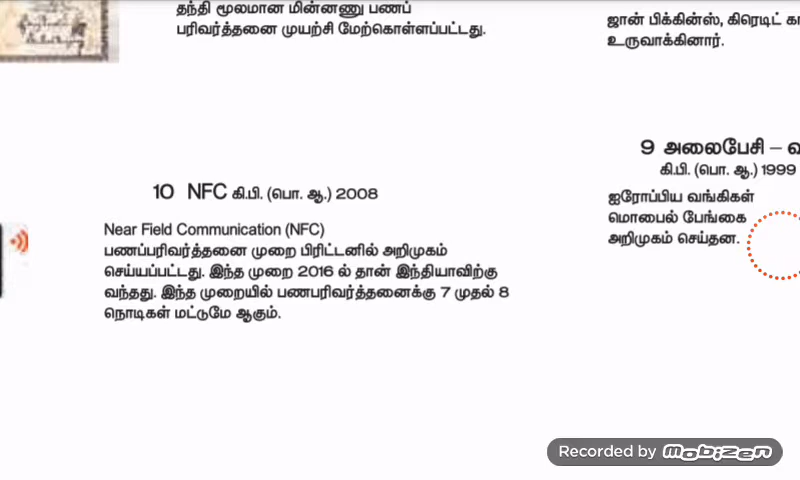 தந்தி மூலமான மின்னணு பணப்
பரிவர்த்தனை முயற்சி மேற்கொள்ளப்பட்டது.
ஜான் பிக்கின்ஸ், கிரெடிட்
உருவாக்கினார்.
9 அலைபேசி –
கி.பி. (பொ. ஆ.) 1999
ஐரோப்பிய வங்கிகள்
மொபைல் பேங்கை
அறிமுகம் செய்தன.
10 NFC கி.பி. (பொ. ஆ.) 2008
Near Field Communication (NFC)
பணப்பரிவர்த்தனை முறை பிரிட்டனில் அறிமுகம்
செய்யப்பட்டது. இந்த முறை 2016 ல் தான் இந்தியாவிற்கு
வந்தது. இந்த முறையில் பணபரிவர்த்தனைக்கு 7 முதல் 8
நொடிகள் மட்டுமே ஆகும்.
Recorded by Mobizen